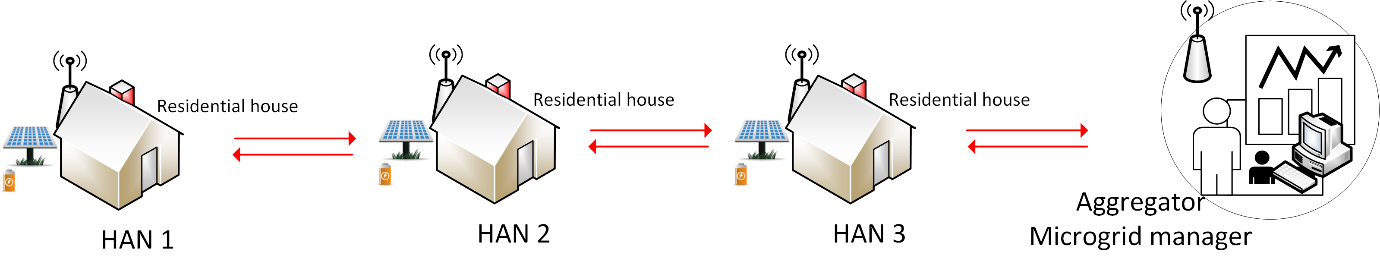 Residential house
Residential house
Residential house
HAN 1
HAN 2
HAN 3
Aggregator
Microgrid manager